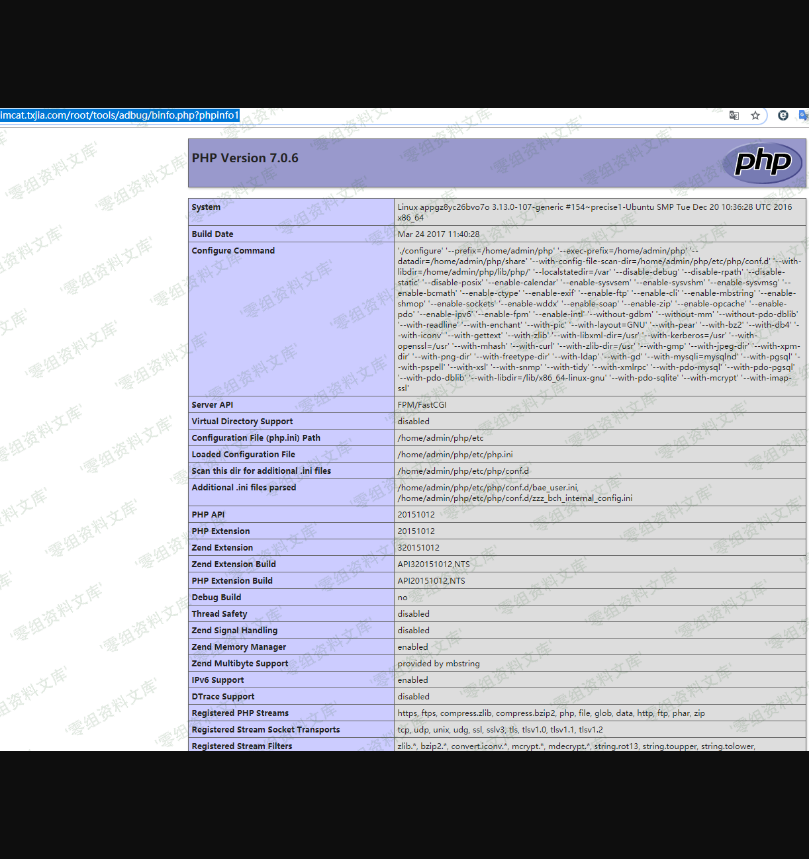 imcat.txjia.com/root/tools/adbug/binfo.php?phpinfo1
PHP Version 7.0.6
php
System
Linux appgz8yc26bvo7o 3.13.0-107-generic #154~precise1-Ubuntu SMP Tue Dec 20 10:36:28 UTC 2016
x86_64
Build Date
Mar 24 2017 11:40:28
Configure Command
'./configure' '--prefix=/home/admin/php' '--exec-prefix=/home/admin/php' '--
datadir=/home/admin/php/share' '--with-config-file-scan-dir=/home/admin/php/etc/php/conf.d' '--with-
libdir=/home/admin/php/lib/php/' '--localstatedir=/var' '--disable-debug' '--disable-rpath' '--disable-
static' '--disable-posix' '--enable-calendar' '--enable-sysvsem' '--enable-sysvshm' '--enable-sysvmsg' '--
enable-bcmath' '--enable-ctype' '--enable-exif' '--enable-ftp' '--enable-cli' '--enable-mbstring' '--enable-
shmop' '--enable-sockets' '--enable-wddx' '--enable-soap' '--enable-zip' '--enable-opcache' '--enable-
pdo' '--enable-ipv6' '--enable-fpm' '--enable-intl' '--without-gdbm' '--without-mm' '--without-pdo-dblib'
'--with-readline' '--with-enchant' '--with-pic' '--with-layout=GNU' '--with-pear' '--with-bz2' '--with-db4' '-
-with-iconv' '--with-gettext' '--with-zlib' '--with-libxml-dir=/usr' '--with-kerberos=/usr' '--with-
openssl=/usr' '--with-mhash' '--with-curl' '--with-zlib-dir=/usr' '--with-gmp' '--with-jpeg-dir' '--with-xpm-
dir' '--with-png-dir' '--with-freetype-dir' '--with-ldap' '--with-gd' '--with-mysqli=mysqlnd' '--with-pgsql' '-
-with-pspell' '--with-xsl' '--with-snmp' '--with-tidy' '--with-xmlrpc' '--with-pdo-mysql' '--with-pdo-pgsql'
'--with-pdo-dblib' '--with-libdir=/lib/x86_64-linux-gnu' '--with-pdo-sqlite' '--with-mcrypt' '--with-imap-
ssl'
Server API
FPM/FastCGI
Virtual Directory Support
disabled
Configuration File (php.ini) Path
/home/admin/php/etc
Loaded Configuration File
/home/admin/php/etc/php.ini
Scan this dir for additional .ini files
/home/admin/php/etc/php/conf.d
Additional .ini files parsed
/home/admin/php/etc/php/conf.d/bae_user.ini,
/home/admin/php/etc/php/conf.d/zzz_bch_internal_config.ini
PHP API
20151012
PHP Extension
20151012
Zend Extension
320151012
Zend Extension Build
API320151012,NTS
PHP Extension Build
API20151012,NTS
Debug Build
no
Thread Safety
disabled
Zend Signal Handling
disabled
Zend Memory Manager
enabled
Zend Multibyte Support
provided by mbstring
IPv6 Support
enabled
DTrace Support
disabled
Registered PHP Streams
https, ftps, compress.zlib, compress.bzip2, php, file, glob, data, http, ftp, phar, zip
Registered Stream Socket Transports
tcp, udp, unix, udg, ssl, sslv3, tls, tlsv1.0, tlsv1.1, tlsv1.2
Registered Stream Filters
zlib.*, bzip2.*, convert.iconv.*, mcrypt.*, mdecrypt.*, string.rot13, string.toupper, string.tolower,
'零组资料文库'